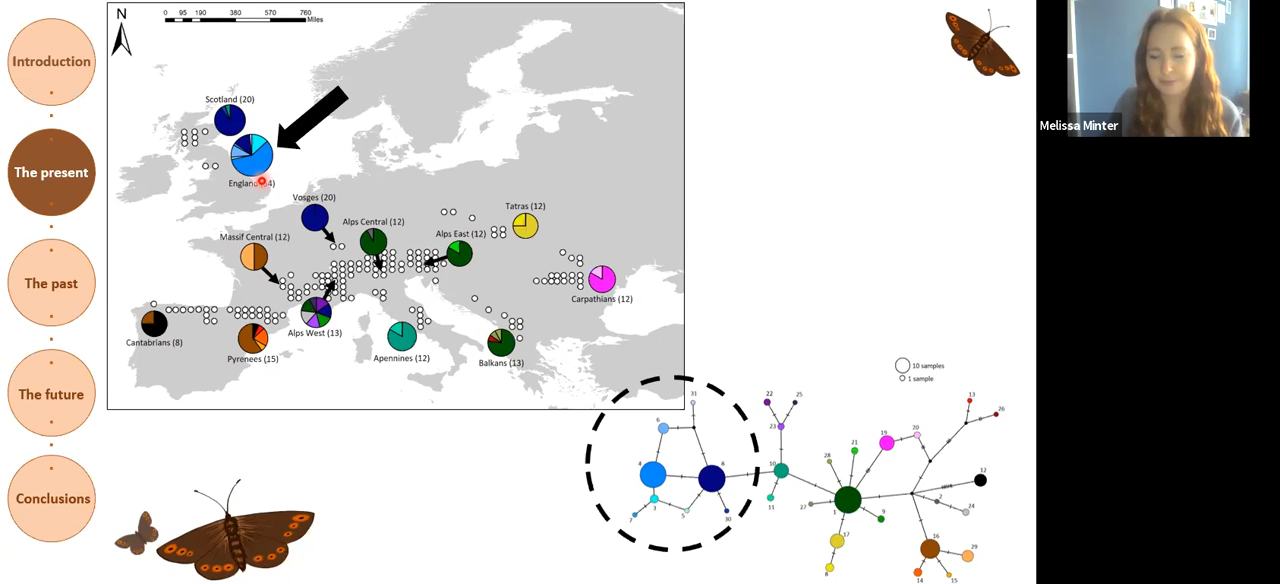 Introduction
The present
The past
The future
Conclusions
N
0 95 190 380 570 760
Miles
Scotland (20)
Vosges (20)
Alps Central (12)
Tatras (12)
Massif Central (12)
Alps East (12)
Carpathians (12)
Cantabrians (8)
Pyrenees (15)
Alps West (13)
Apennines (12)
Balkans (13)
10 samples
1 sample
31
6
4
3
7
5
30
22
25
23
10
11
28
21
27
1
9
17
8
19
20
13
26
12
2
24
16
29
14
15
Melissa Minter